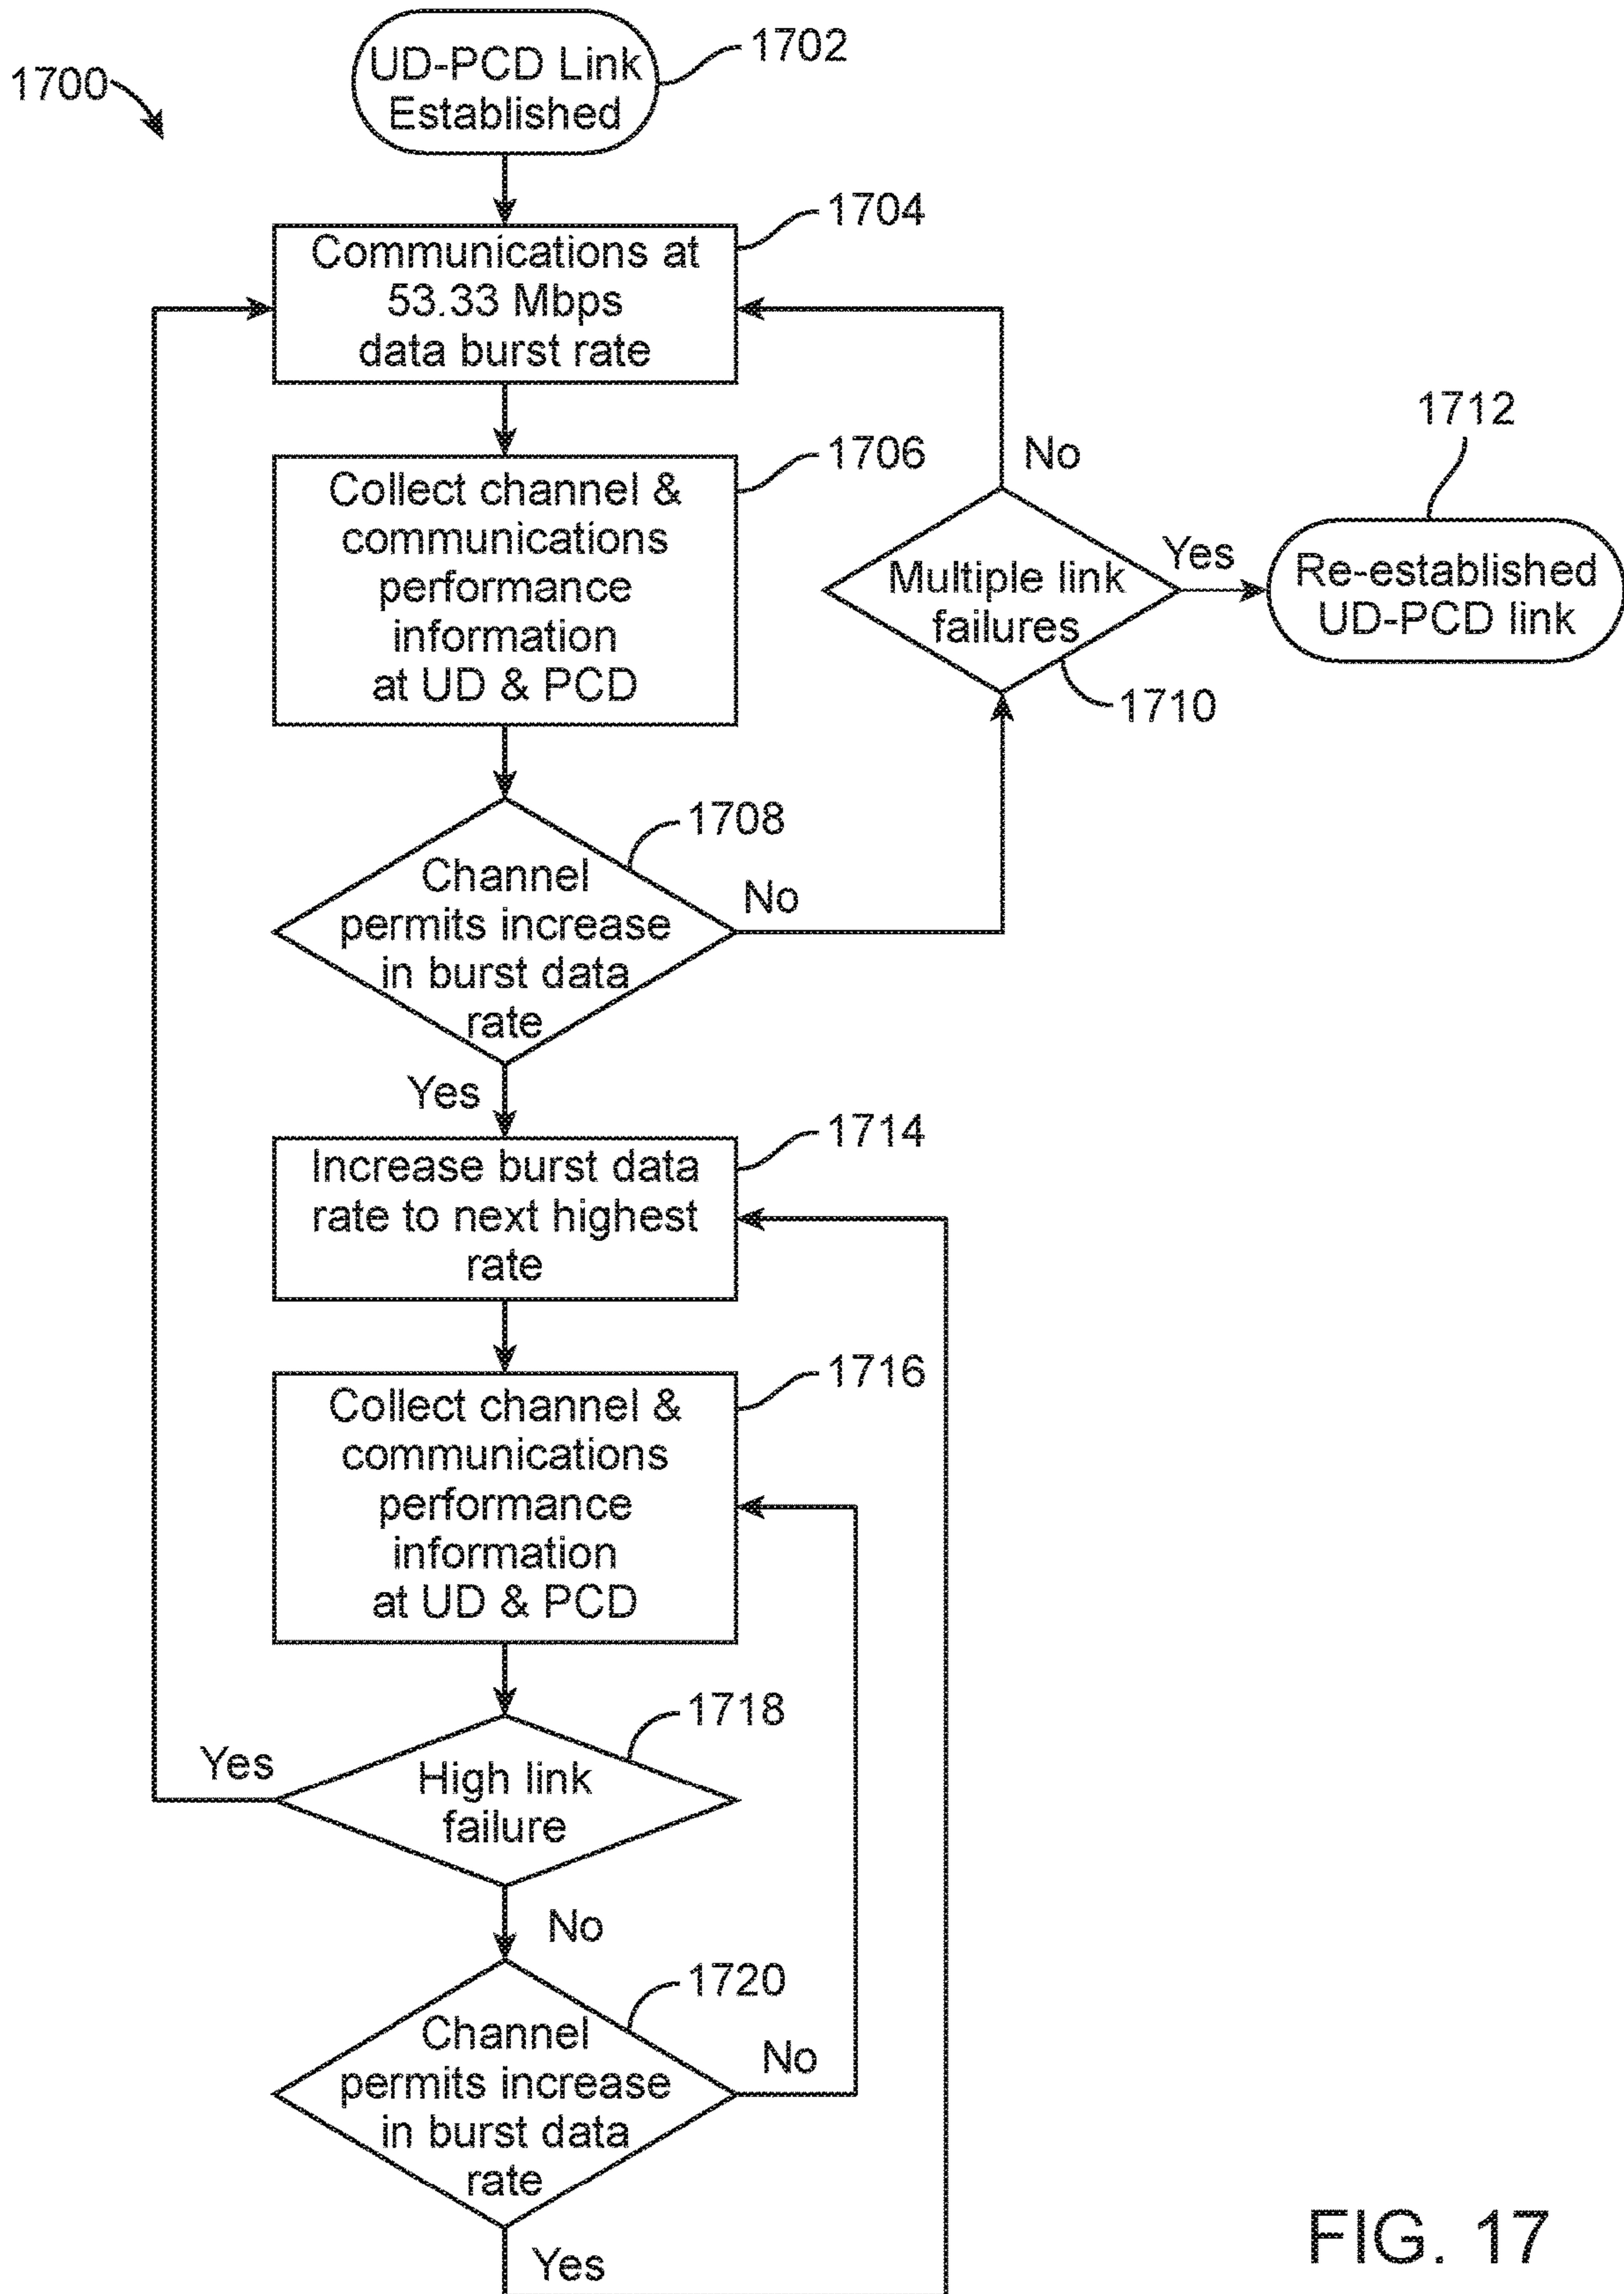 1700
UD-PCD Link
Established
1702
Communications at
53.33 Mbps
data burst rate
1704
Collect channel &
communications
performance
information
at UD & PCD
1706
No
Multiple link
failures
1710
Yes
1712
Re-established
UD-PCD link
Channel
permits increase
in burst data
rate
1708
No
Yes
Increase burst data
rate to next highest
rate
1714
Collect channel &
communications
performance
information
at UD & PCD
1716
High link
failure
1718
Yes
No
Channel
permits increase
in burst data
rate
1720
No
Yes
FIG. 17